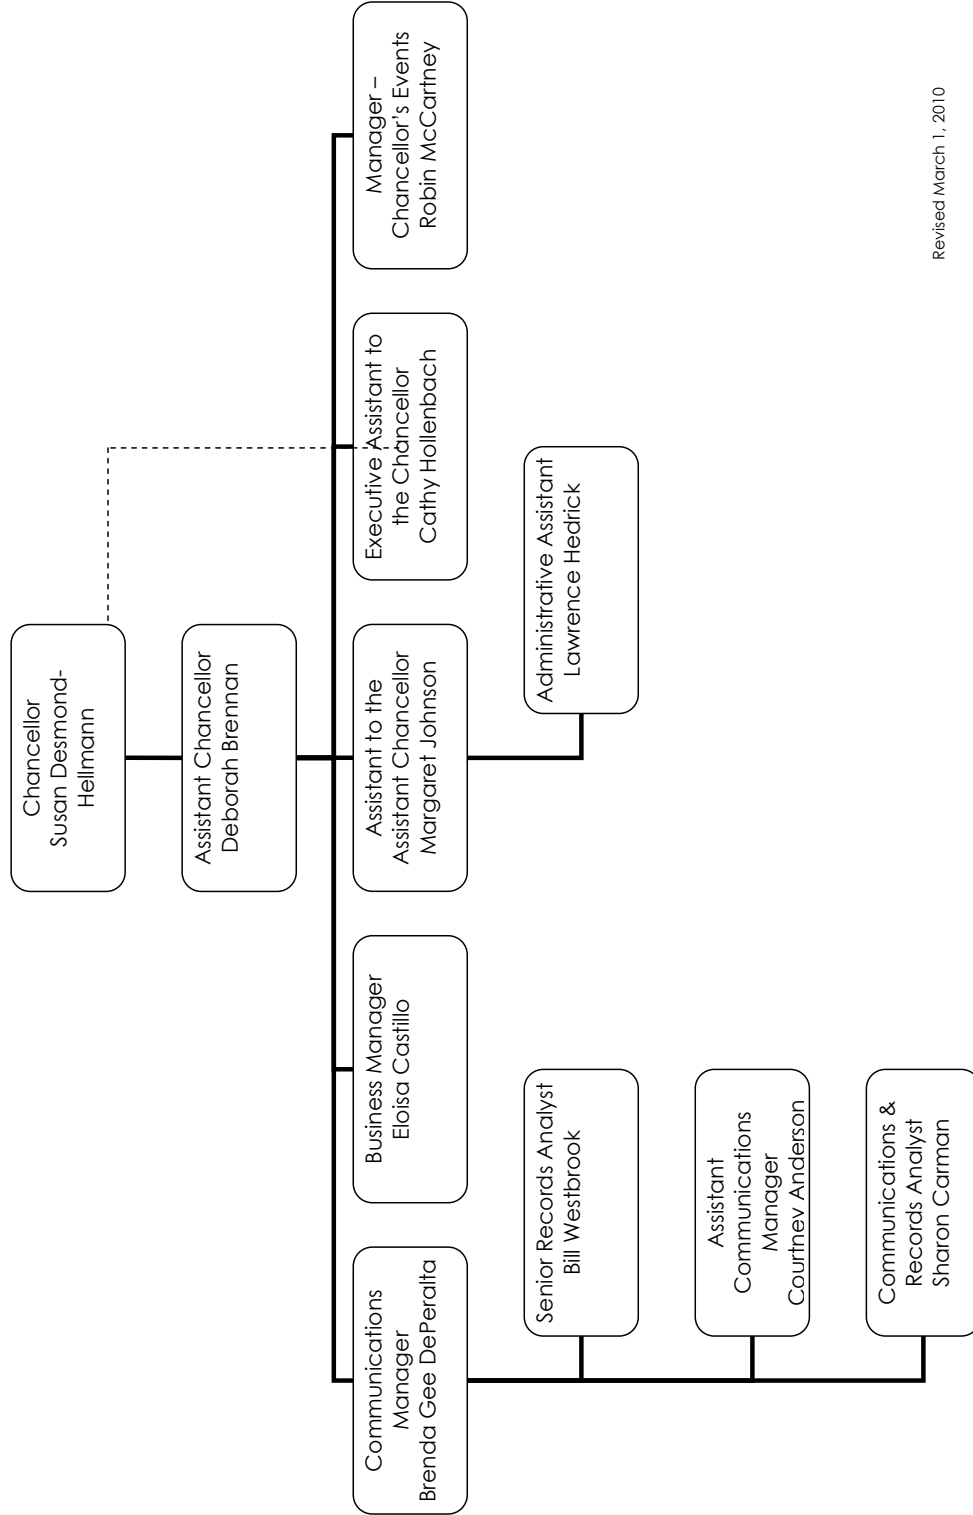 Chancellor
Susan Desmond-
Hellmann
Assistant Chancellor
Deborah Brennan
Communications
Manager
Brenda Gee DePeralta
Business Manager
Eloisa Castillo
Assistant to the
Assistant Chancellor
Margaret Johnson
Executive Assistant to
the Chancellor
Cathy Hollenbach
Manager –
Chancellor's Events
Robin McCartney
Senior Records Analyst
Bill Westbrook
Administrative Assistant
Lawrence Hedrick
Assistant
Communications
Manager
Courtney Anderson
Communications &
Records Analyst
Sharon Carman
Revised March 1, 2010